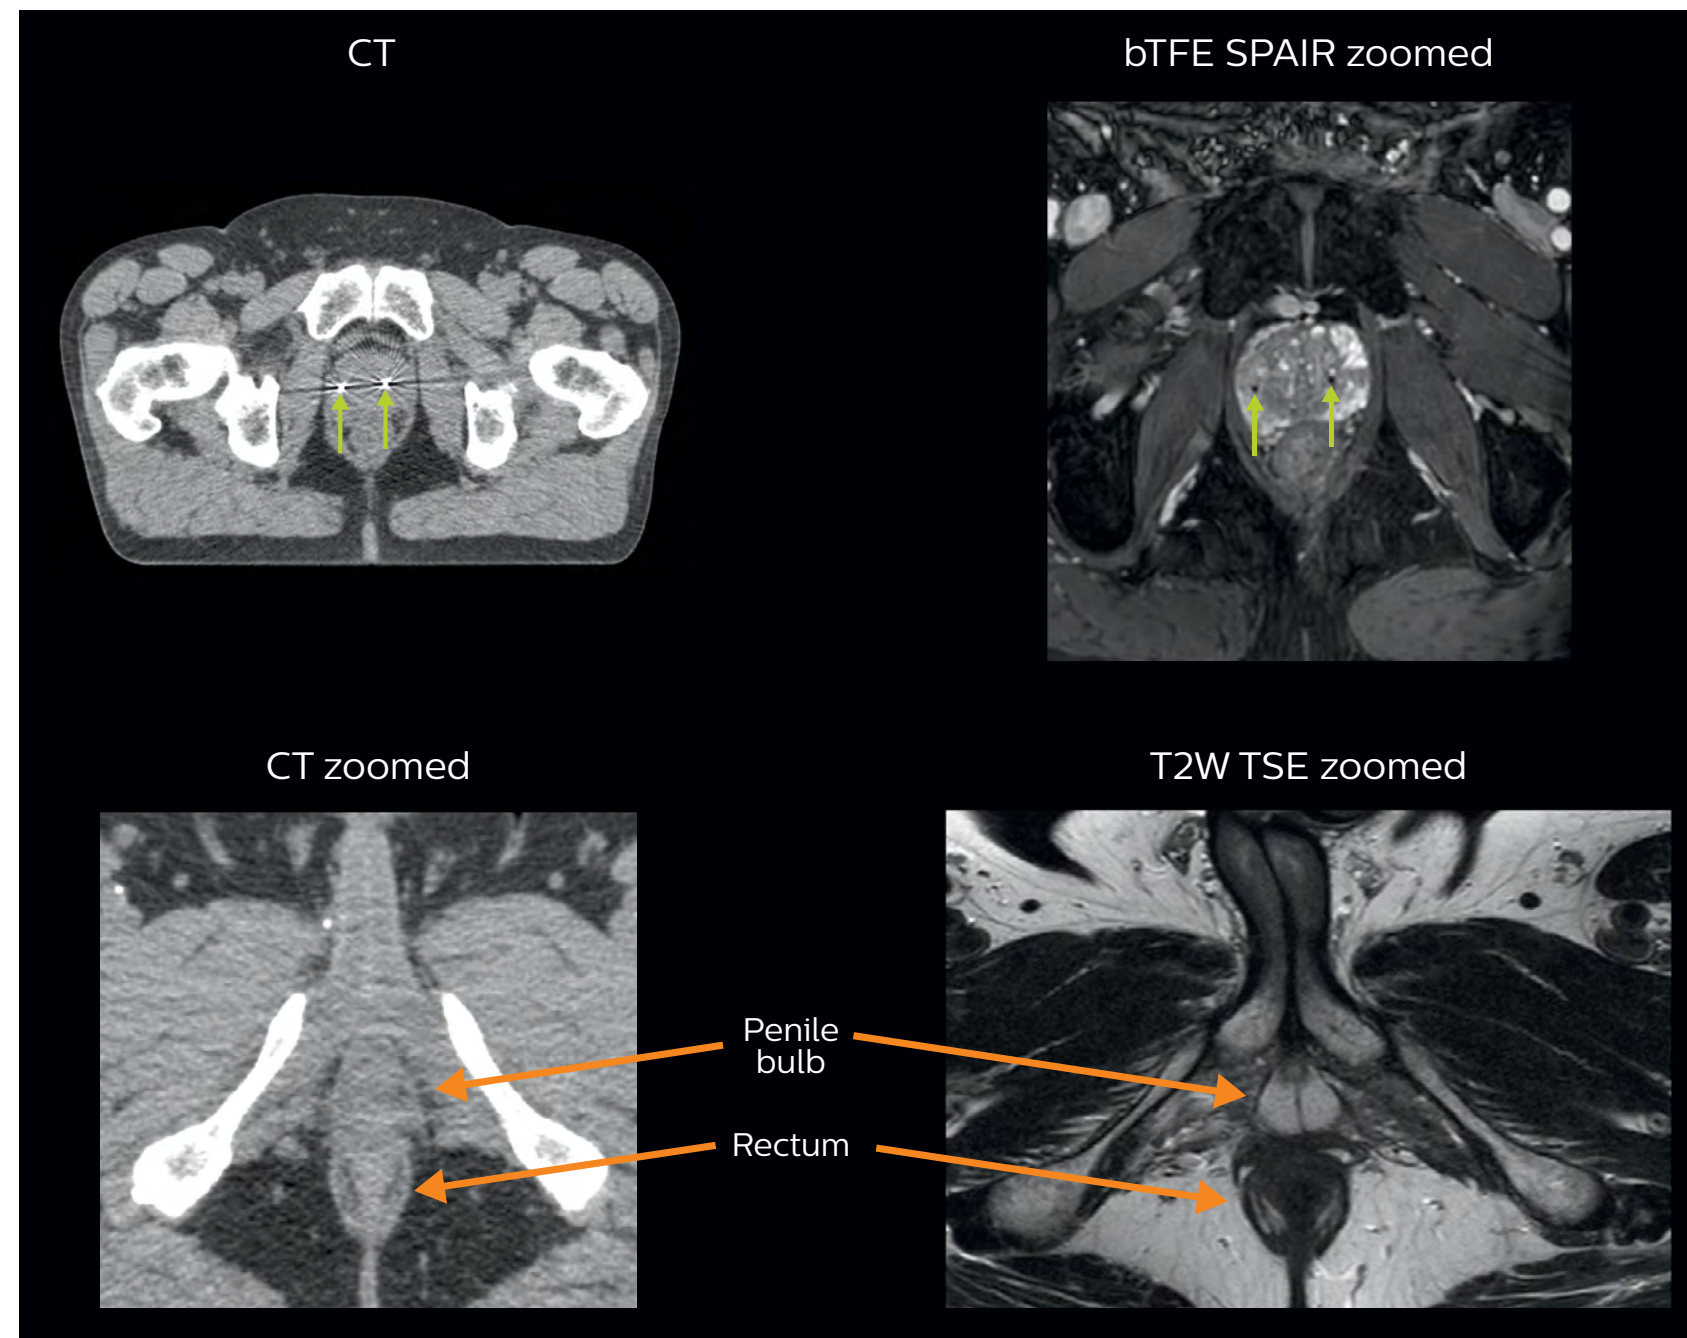 CT
bTFE SPAIR zoomed
CT zoomed
T2W TSE zoomed
Penile
bulb
Rectum